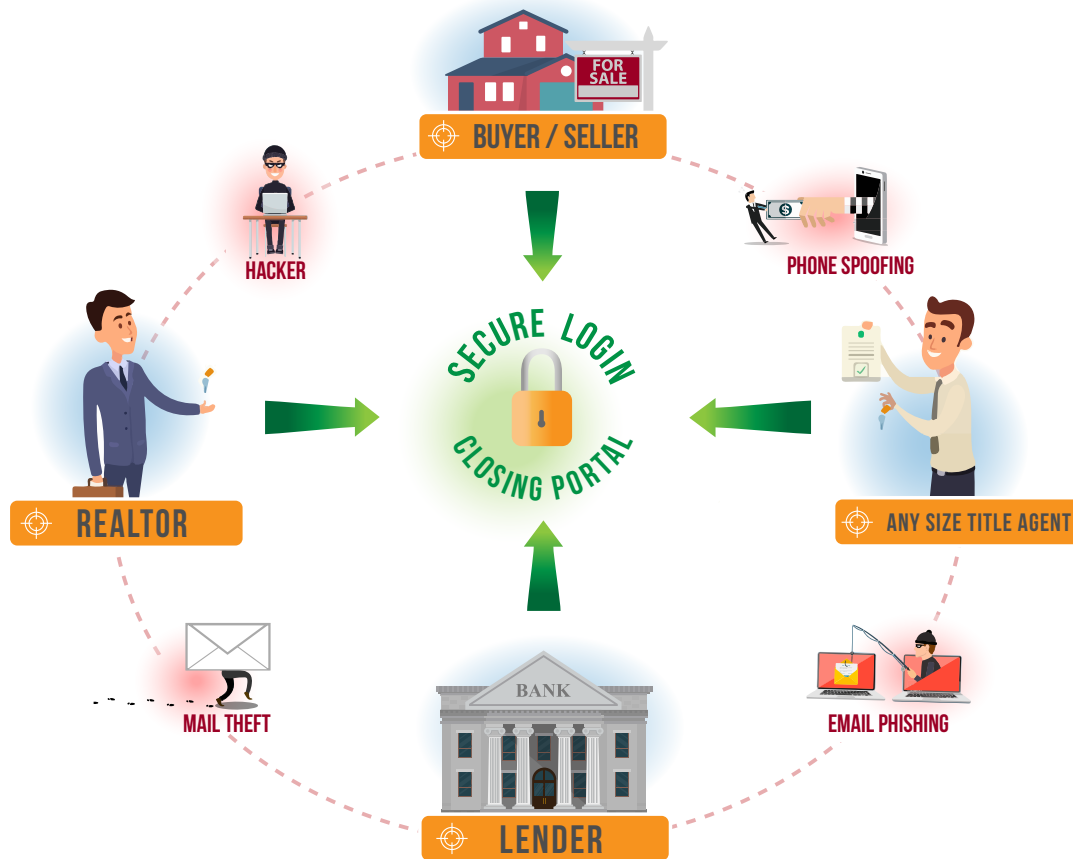 FOR
SALE
BUYER / SELLER
HACKER
PHONE SPOOFING
SECURE LOGIN
CLOSING PORTAL
REALTOR
ANY SIZE TITLE AGENT
MAIL THEFT
EMAIL PHISHING
BANK
LENDER